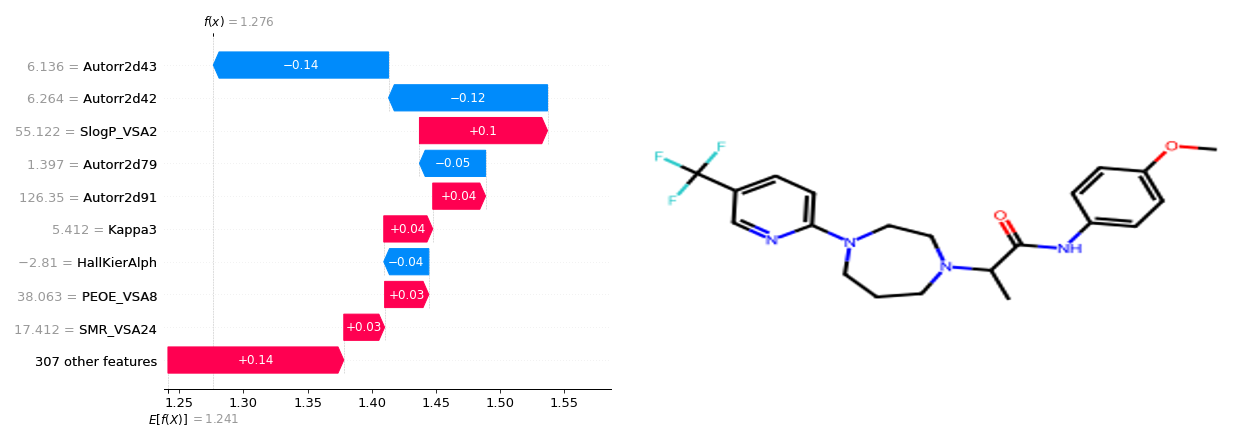 f(x) = 1.276
6.136 = Autorr2d43
−0.14
6.264 = Autorr2d42
−0.12
55.122 = SlogP_VSA2
+0.1
1.397 = Autorr2d79
−0.05
126.35 = Autorr2d91
+0.04
5.412 = Kappa3
+0.04
−2.81 = HallKierAlph
−0.04
38.063 = PEOE_VSA8
+0.03
17.412 = SMR_VSA24
+0.03
307 other features
+0.14
1.25 1.30 1.35 1.40 1.45 1.50 1.55
E[f(X)] = 1.241
F
F
F
N
N
N
O
NH
O